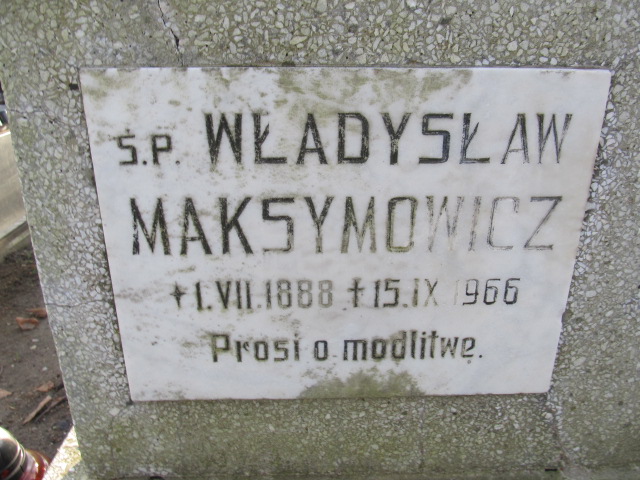 Ś.P. WŁADYSŁAW
MAKSYMOWICZ
+1.VII.1888 +15.IX 1966
Prosi o modlitwę.